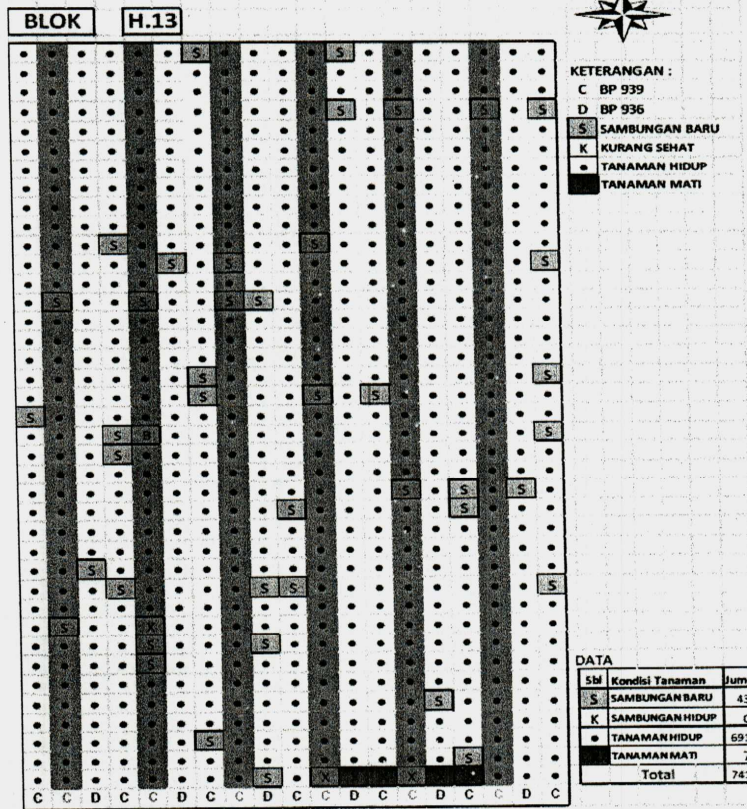 BLOK H.13
KETERANGAN :
C BP 939
D BP 936
S SAMBUNGAN BARU
K KURANG SEHAT
TANAMAN HIDUP
TANAMAN MATI
S S
S S S S
S S
S S S
S S S S
S S
S S S
S
S S
S
S S S
S S
S
S S S S
S
S S
S
S
S
S
S
C C D C C D C C D C C D C C D C C D C
DATA
Sbl Kondisi Tanaman
S SAMBUNGAN BARU 43
K SAMBUNGAN HIDUP
TANAMAN HIDUP
TANAMAN MATI
Total